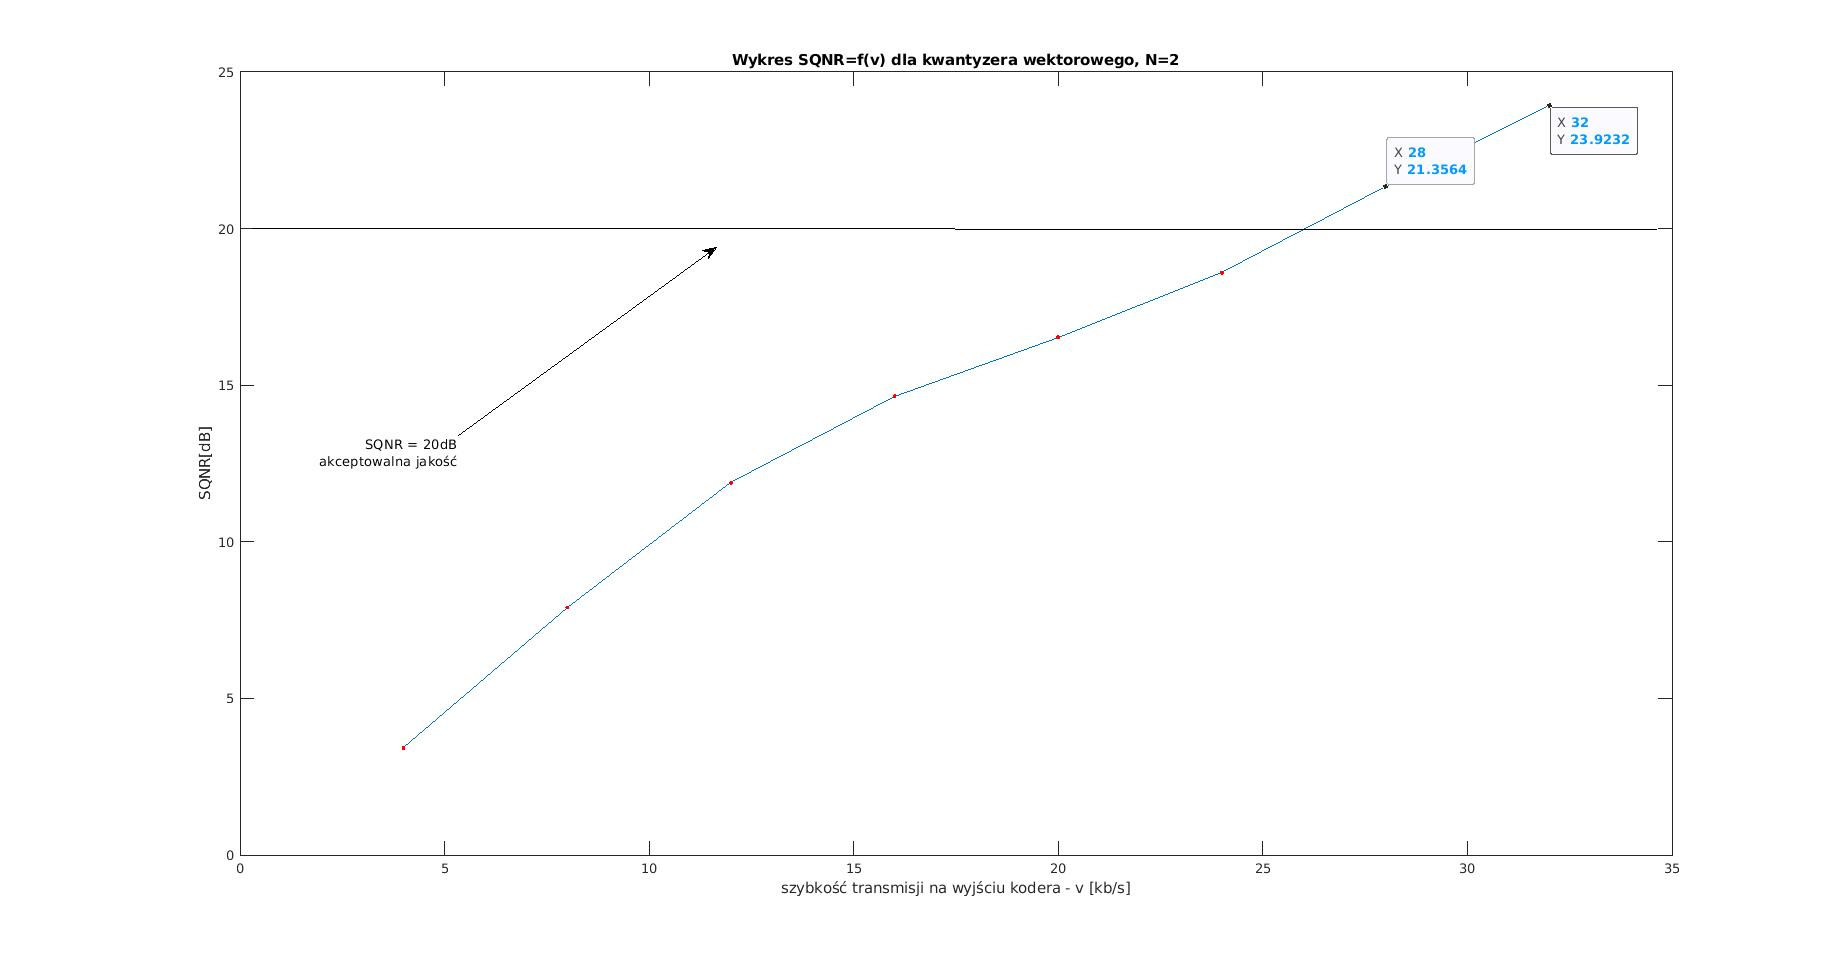 Wykres SQNR=f(v) dla kwantyzera wektorowego, N=2
25
20
15
10
5
0
SQNR[dB]
X 32
Y 23.9232
X 28
Y 21.3564
SQNR = 20dB
akceptowalna jakość
0 5 10 15 20 25 30 35
szybkość transmisji na wyjściu kodera - v [kb/s]